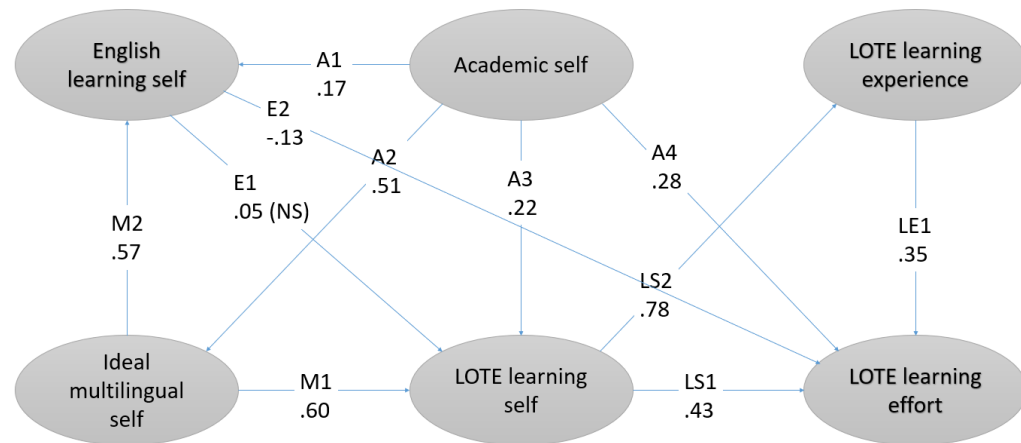 English
learning self
A1
.17
Academic self
LOTE learning
experience
E2
-.13
A2
.51
A3
.22
A4
.28
E1
.05 (NS)
M2
.57
LE1
.35
LS2
.78
Ideal
multilingual
self
M1
.60
LOTE learning
self
LS1
.43
LOTE learning
effort